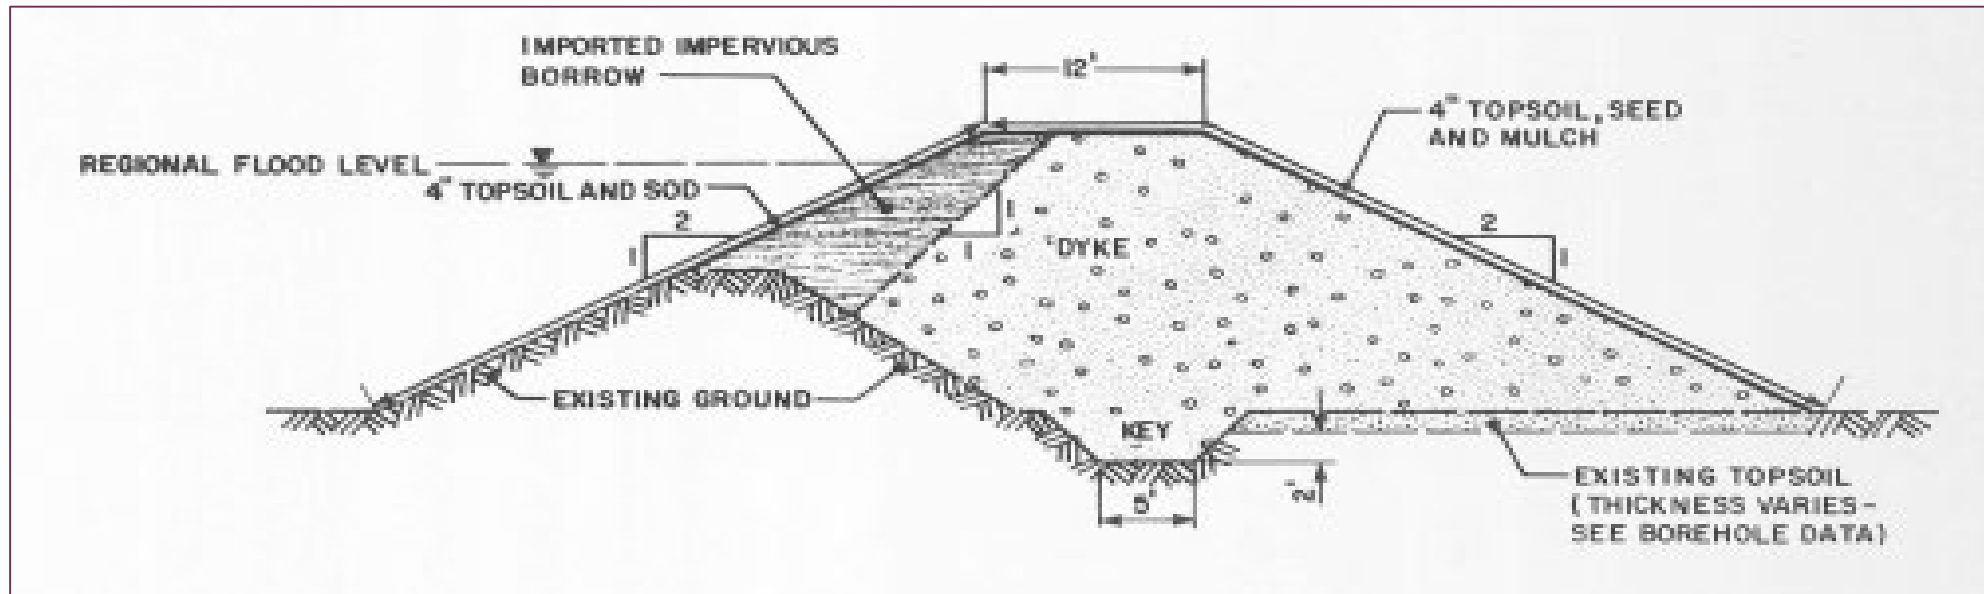 IMPORTED IMPERVIOUS
BORROW
12'
4" TOPSOIL, SEED
AND MULCH
REGIONAL FLOOD LEVEL
4" TOPSOIL AND SOD
2
1
1
1
DYKE
2
1
EXISTING GROUND
KEY
5'
2'
EXISTING TOPSOIL
(THICKNESS VARIES-
SEE BOREHOLE DATA)